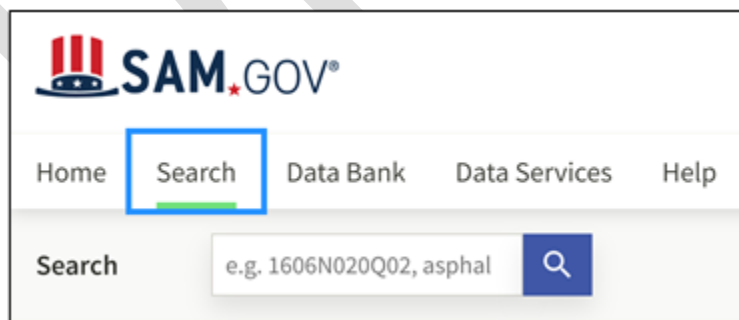 SAM.GOV®
Home Search Data Bank Data Services Help
Search e.g. 1606N020Q02, asphal